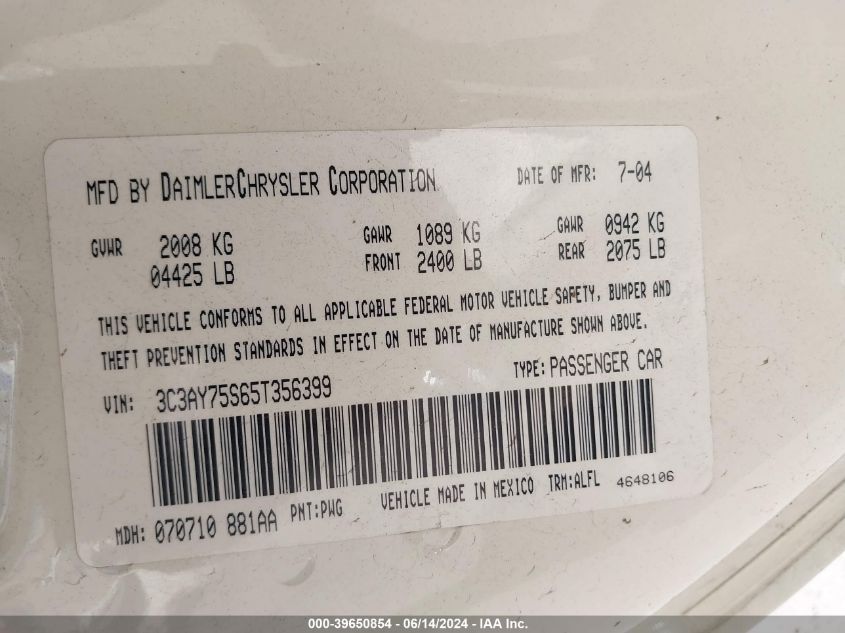 MFD BY DAIMLERCHRYSLER CORPORATION DATE OF MFR: 7-04
GVWR 2008 KG GAWR 1089 KG GAWR 0942 KG
04425 LB FRONT 2400 LB REAR 2075 LB
THIS VEHICLE CONFORMS TO ALL APPLICABLE FEDERAL MOTOR VEHICLE SAFETY, BUMPER AND
THEFT PREVENTION STANDARDS IN EFFECT ON THE DATE OF MANUFACTURE SHOWN ABOVE.
VIN: 3C3AY75S65T356399 TYPE: PASSENGER CAR
MDH: 070710 881AA PNT:PWG VEHICLE MADE IN MEXICO TRM:ALFL 4648106
000-39650854 - 06/14/2024 - IAA Inc.